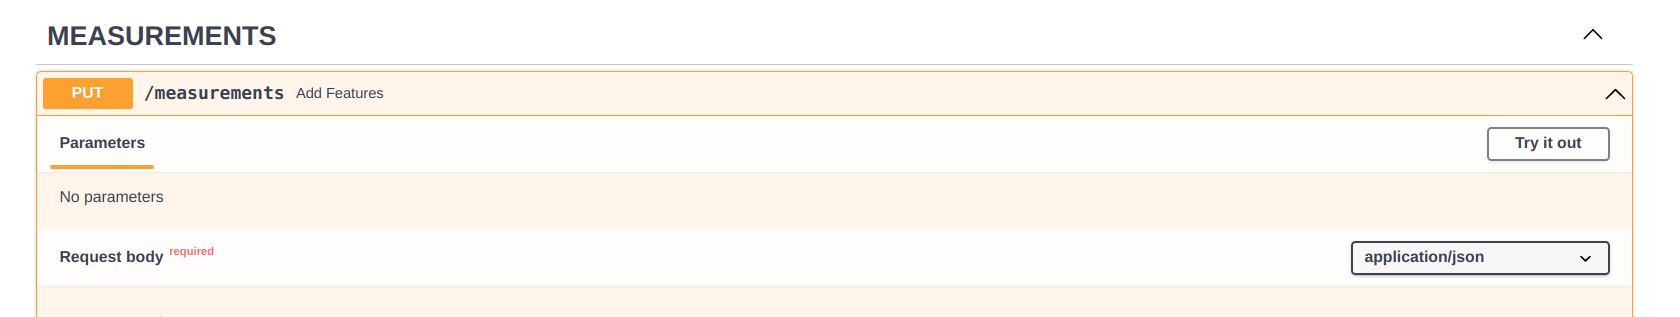 MEASUREMENTS
PUT /measurements Add Features
Parameters Try it out
No parameters
Request body required application/json